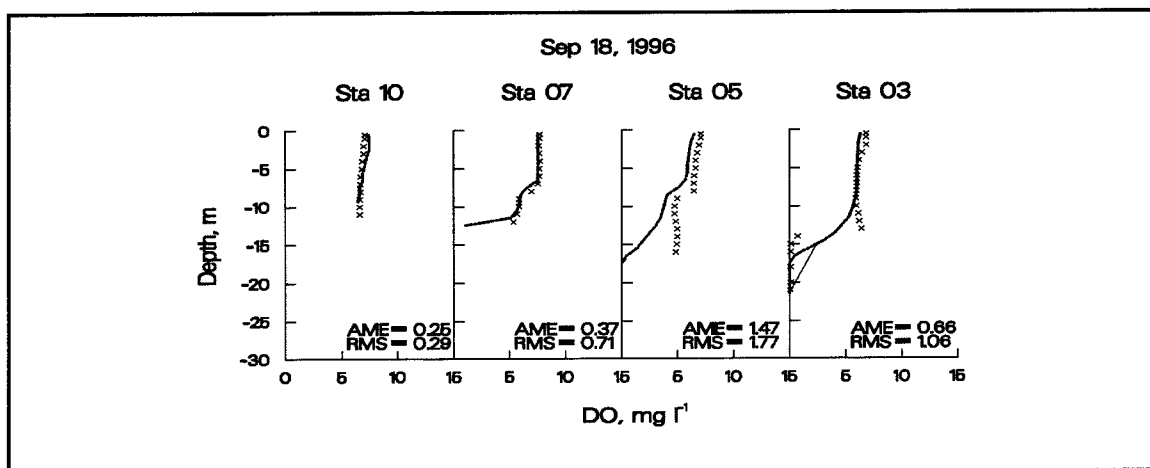 Sep 18, 1996
Sta 10 Sta 07 Sta 05 Sta 03
0
-5
-10
-15
-20
-25
-30
Depth, m
AME= 0.25 AME= 0.37 AME= 1.47 AME= 0.66
RMS= 0.29 RMS= 0.71 RMS= 1.77 RMS= 1.06
0 5 10 15 5 10 15 5 10 15 5 10 15
DO, mg l¹